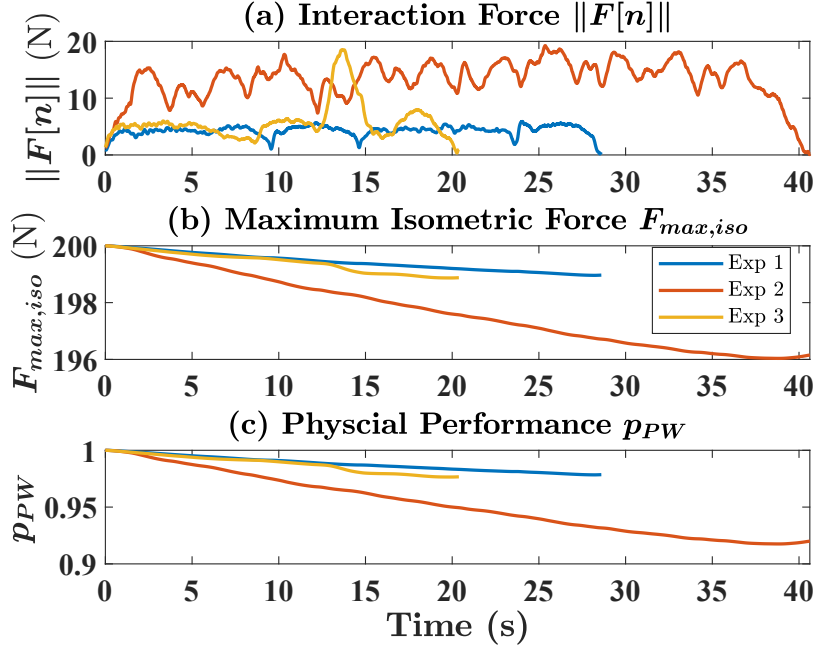 (a) Interaction Force ||F[n]||
||F[n]|| (N)
20
10
0
0 5 10 15 20 25 30 35 40
(b) Maximum Isometric Force F_max,iso
F_max,iso (N)
200
198
196
Exp 1
Exp 2
Exp 3
0 5 10 15 20 25 30 35 40
(c) Physcial Performance p_PW
p_PW
1
0.95
0.9
0 5 10 15 20 25 30 35 40
Time (s)